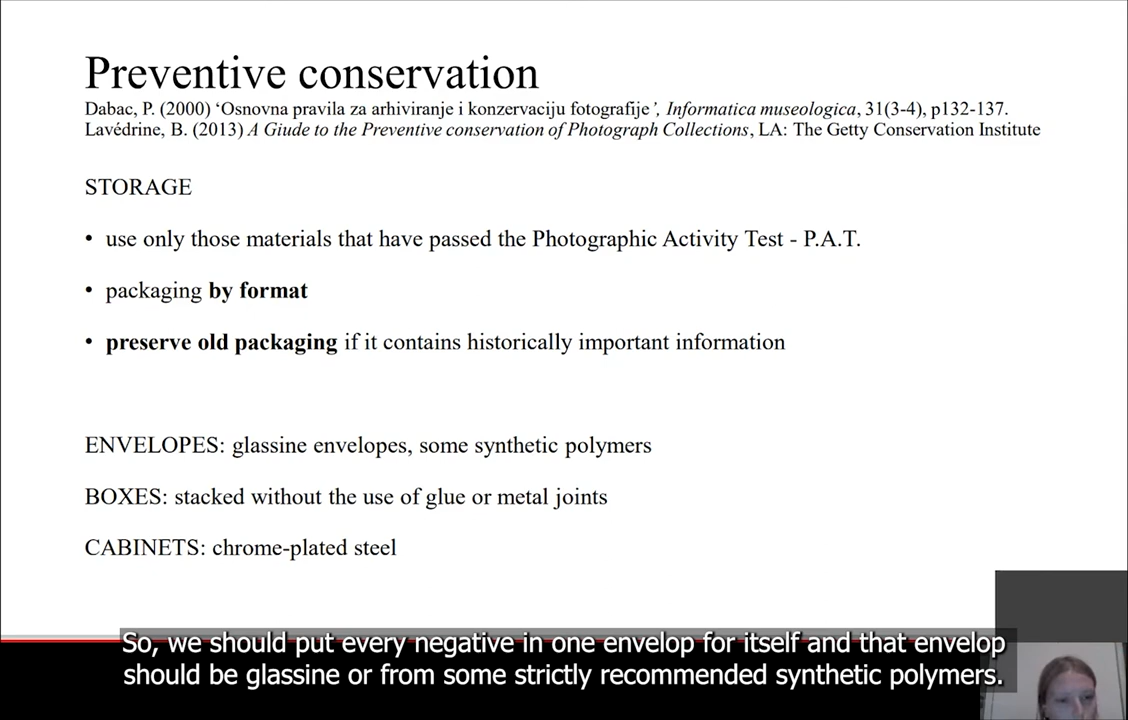 Preventive conservation
Dabac, P. (2000) ‘Osnovna pravila za arhiviranje i konzervaciju fotografije’, Informatica museologica, 31(3-4), p132-137.
Lavédrine, B. (2013) A Giude to the Preventive conservation of Photograph Collections, LA: The Getty Conservation Institute
STORAGE
• use only those materials that have passed the Photographic Activity Test - P.A.T.
• packaging by format
• preserve old packaging if it contains historically important information
ENVELOPES: glassine envelopes, some synthetic polymers
BOXES: stacked without the use of glue or metal joints
CABINETS: chrome-plated steel
So, we should put every negative in one envelop for itself and that envelop
should be glassine or from some strictly recommended synthetic polymers.